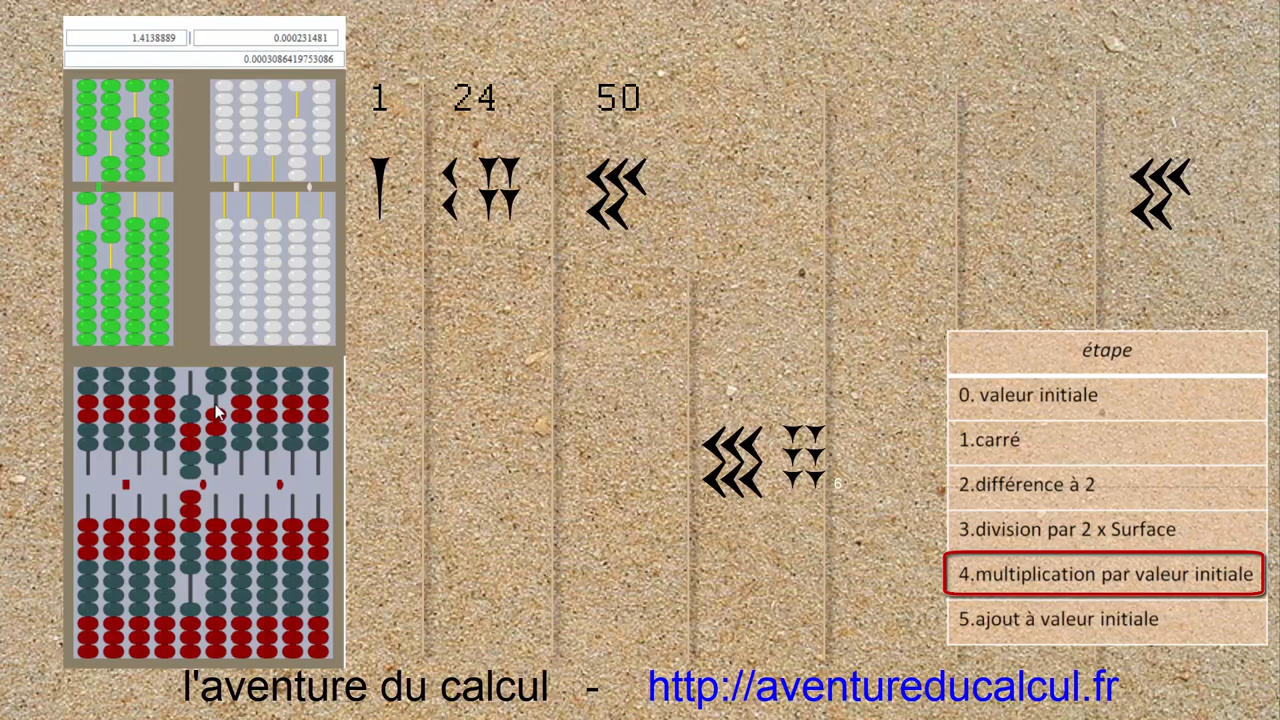 1.4138889 0.000231481
0.0003086419753086
1 24 50
𒁹 𒌋𒌋 𒐼 𒐐 𒐐
𒐑 𒐋
6
étape
0. valeur initiale
1.carré
2.différence à 2
3.division par 2 x Surface
4.multiplication par valeur initiale
5.ajout à valeur initiale
l'aventure du calcul - http://aventureducalcul.fr